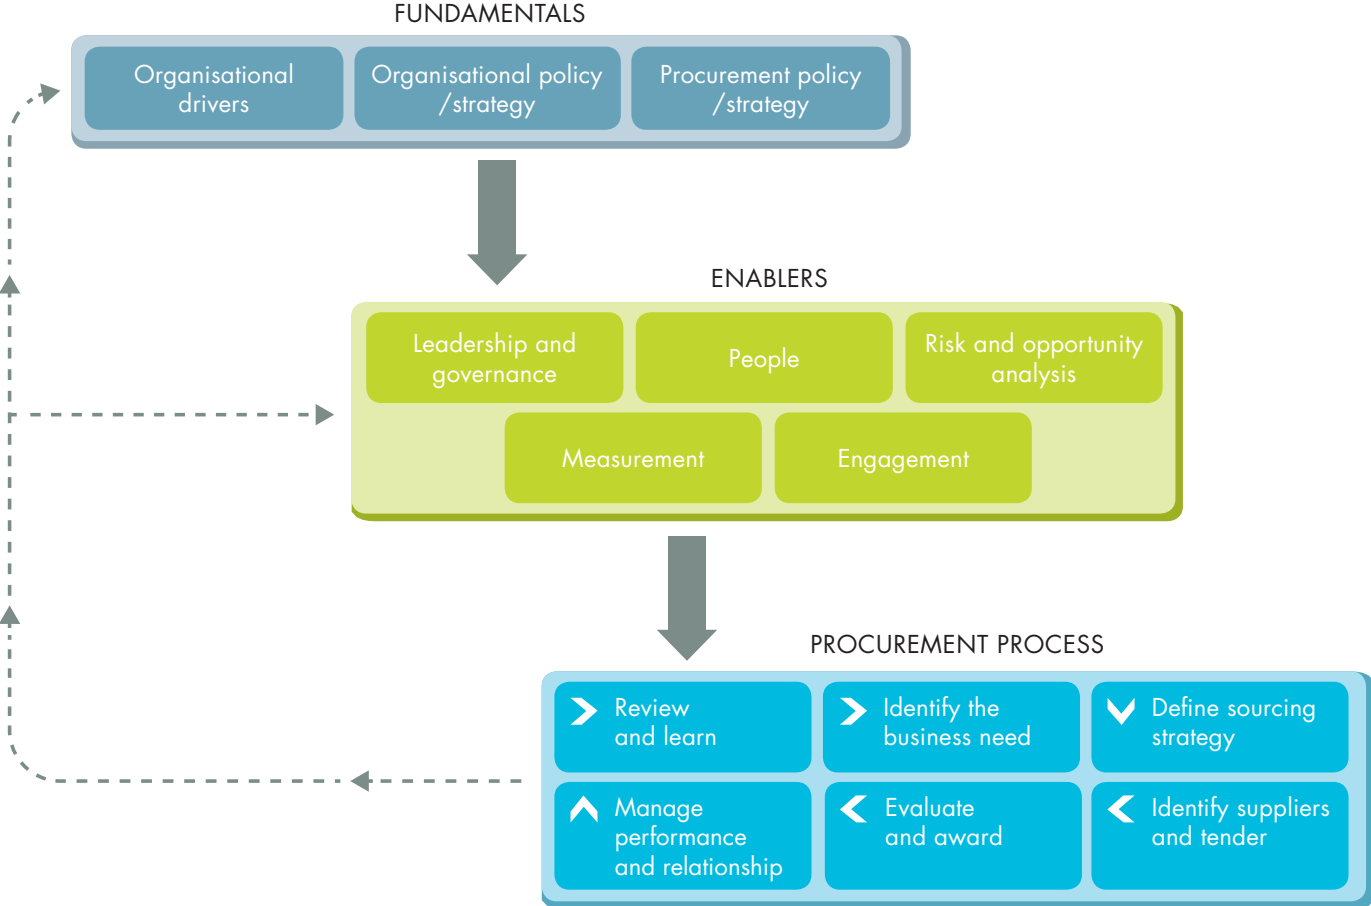 FUNDAMENTALS
Organisational
drivers
Organisational policy
/strategy
Procurement policy
/strategy
ENABLERS
Leadership and
governance
People
Risk and opportunity
analysis
Measurement
Engagement
PROCUREMENT PROCESS
Review
and learn
Identify the
business need
Define sourcing
strategy
Manage
performance
and relationship
Evaluate
and award
Identify suppliers
and tender